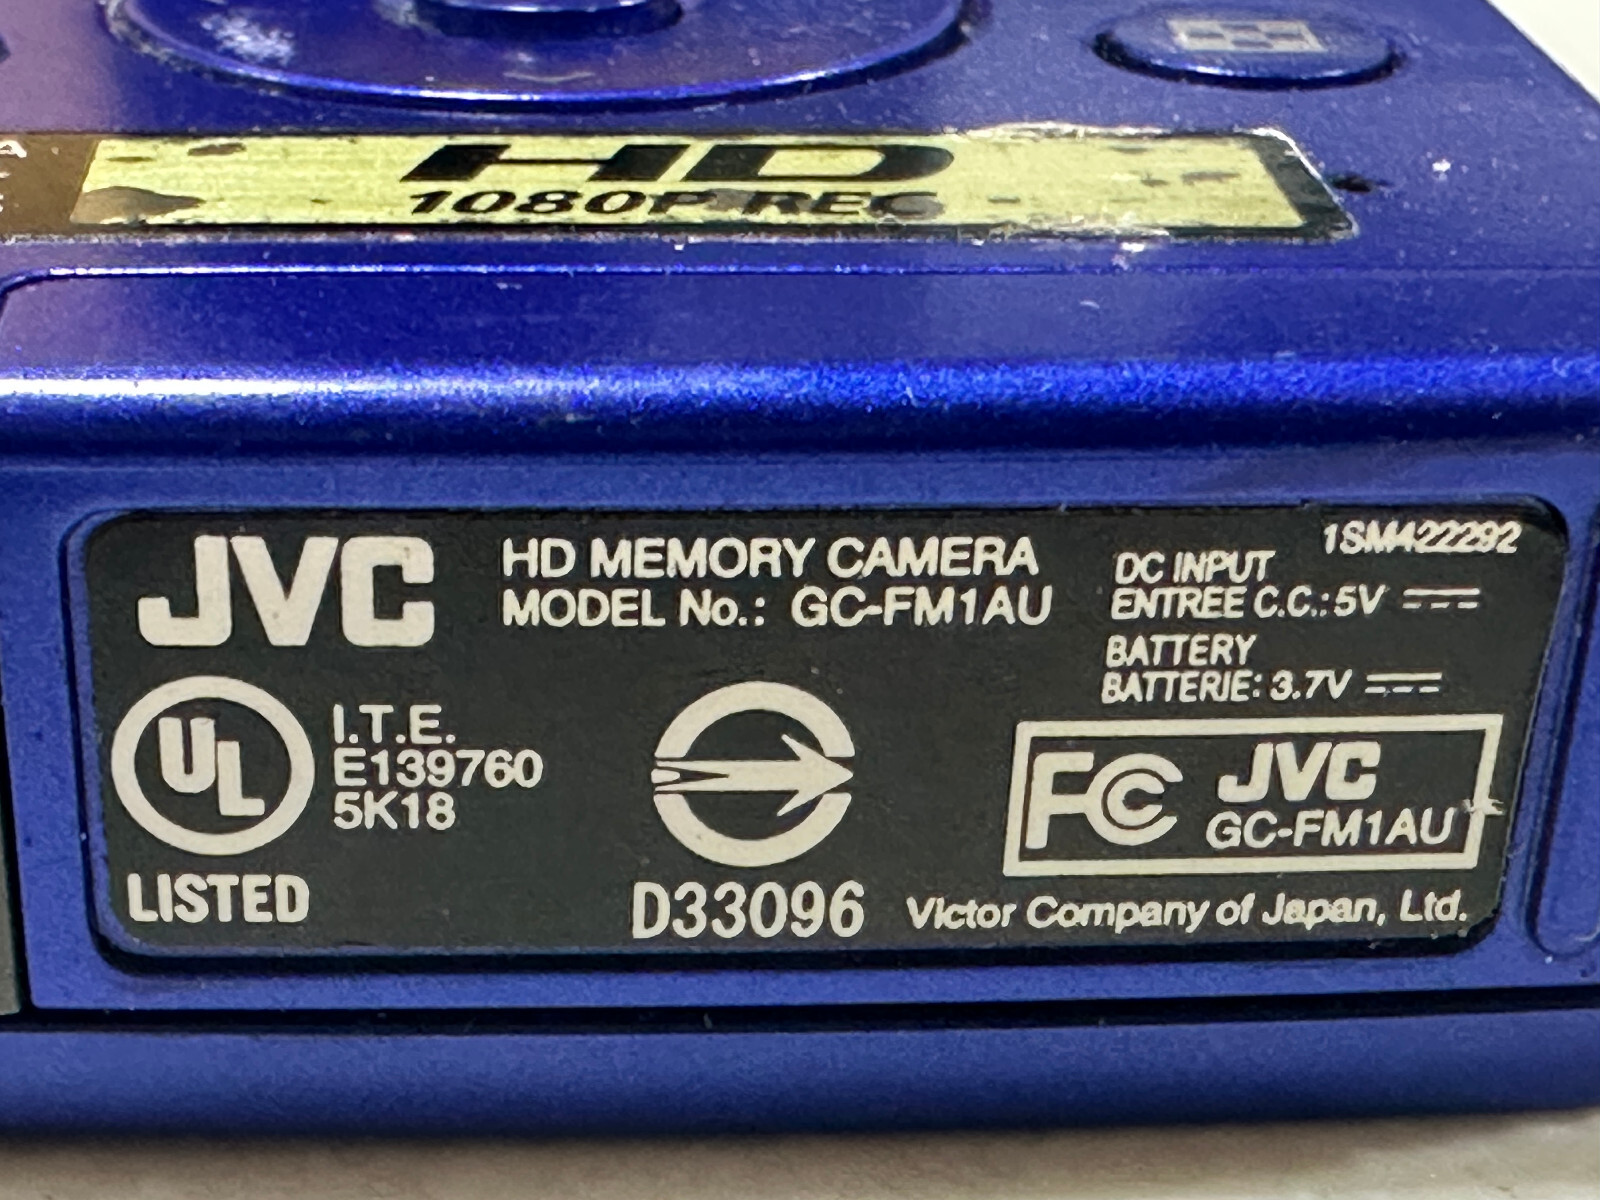 HD
1080P REC
JVC
HD MEMORY CAMERA
MODEL No.: GC-FM1AU
1SM422292
DC INPUT
ENTREE C.C.: 5V
BATTERY
BATTERIE: 3.7V
UL
I.T.E.
E139760
5K18
LISTED
D33096
FC JVC
GC-FM1AU
Victor Company of Japan, Ltd.